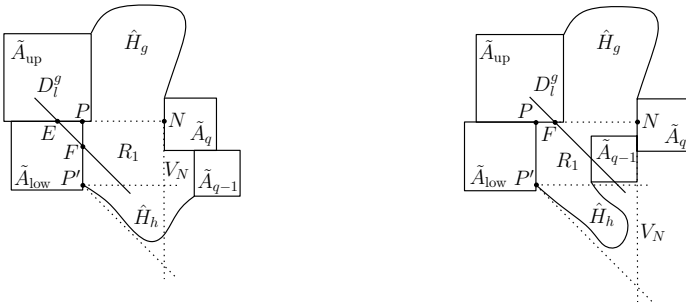 Ã_up
Ĥ_g
D_l^g
P
N
E
F
Ã_q
R_1
Ã_low
P'
V_N
Ã_{q−1}
Ĥ_h
Ã_up
Ĥ_g
D_l^g
P
N
F
Ã_q
Ã_{q−1}
R_1
Ã_low
P'
Ĥ_h
V_N